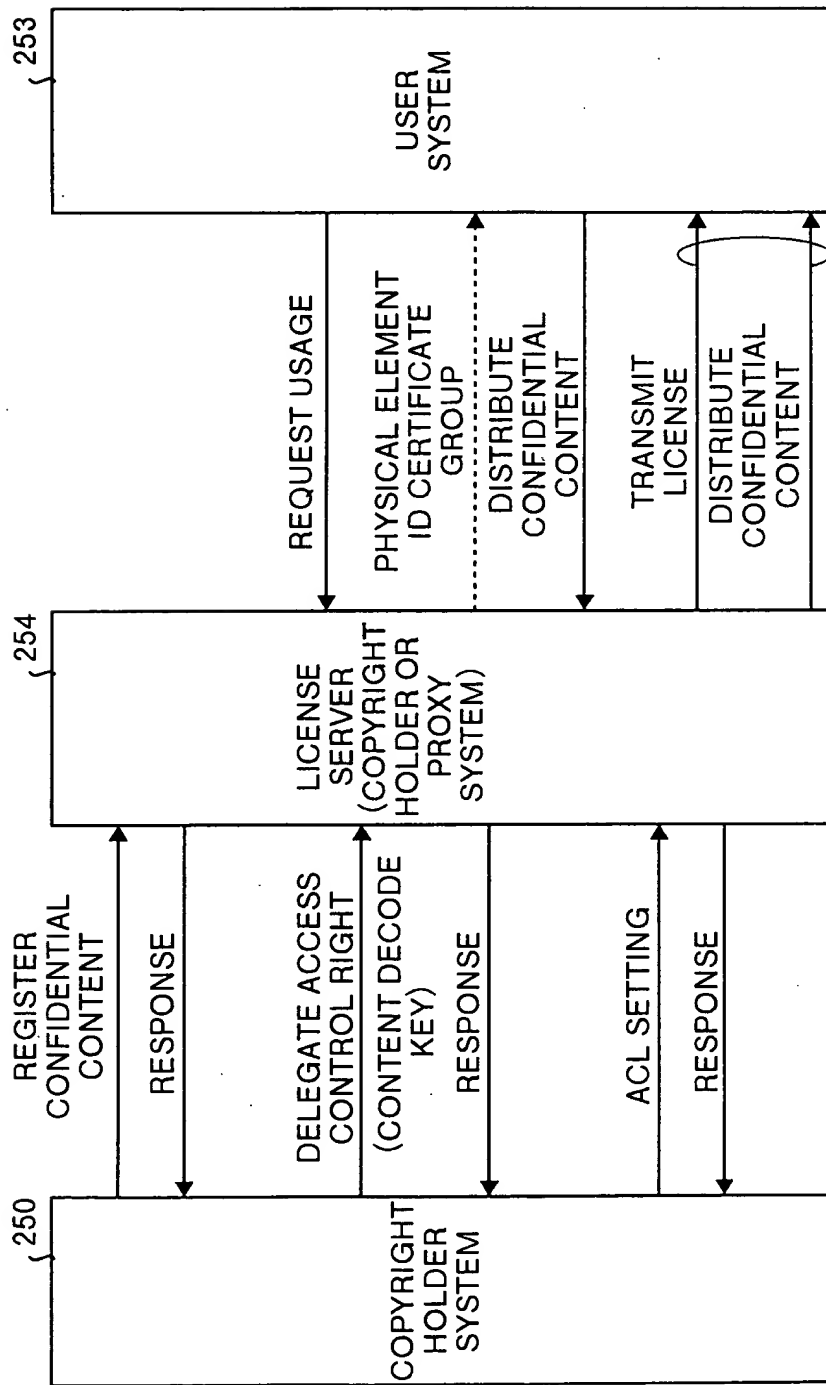 250
COPYRIGHT
HOLDER
SYSTEM
REGISTER
CONFIDENTIAL
CONTENT
RESPONSE
DELEGATE ACCESS
CONTROL RIGHT
(CONTENT DECODE
KEY)
RESPONSE
ACL SETTING
RESPONSE
254
LICENSE
SERVER
(COPYRIGHT
HOLDER OR
PROXY
SYSTEM)
REQUEST USAGE
PHYSICAL ELEMENT
ID CERTIFICATE
GROUP
DISTRIBUTE
CONFIDENTIAL
CONTENT
TRANSMIT
LICENSE
DISTRIBUTE
CONFIDENTIAL
CONTENT
253
USER
SYSTEM